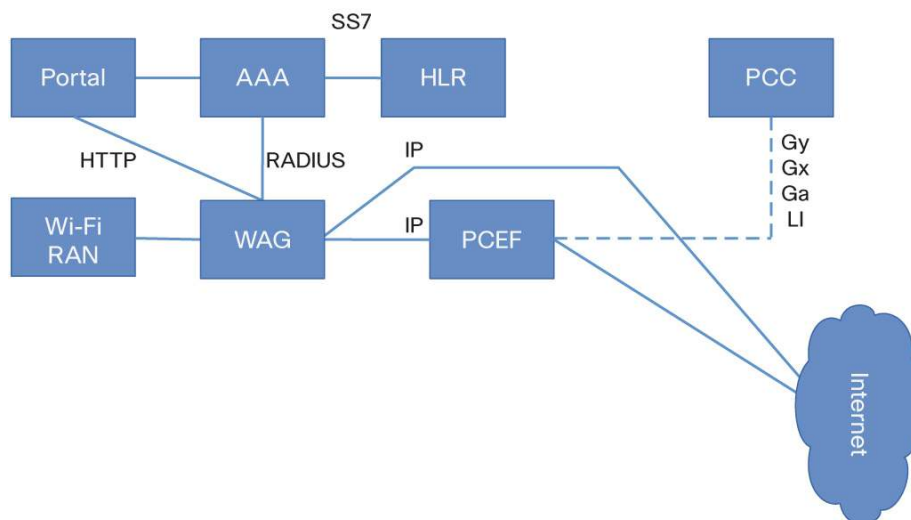 SS7
Portal
AAA
HLR
PCC
HTTP
RADIUS
IP
Gy
Gx
Ga
LI
Wi-Fi
RAN
WAG
IP
PCEF
Internet